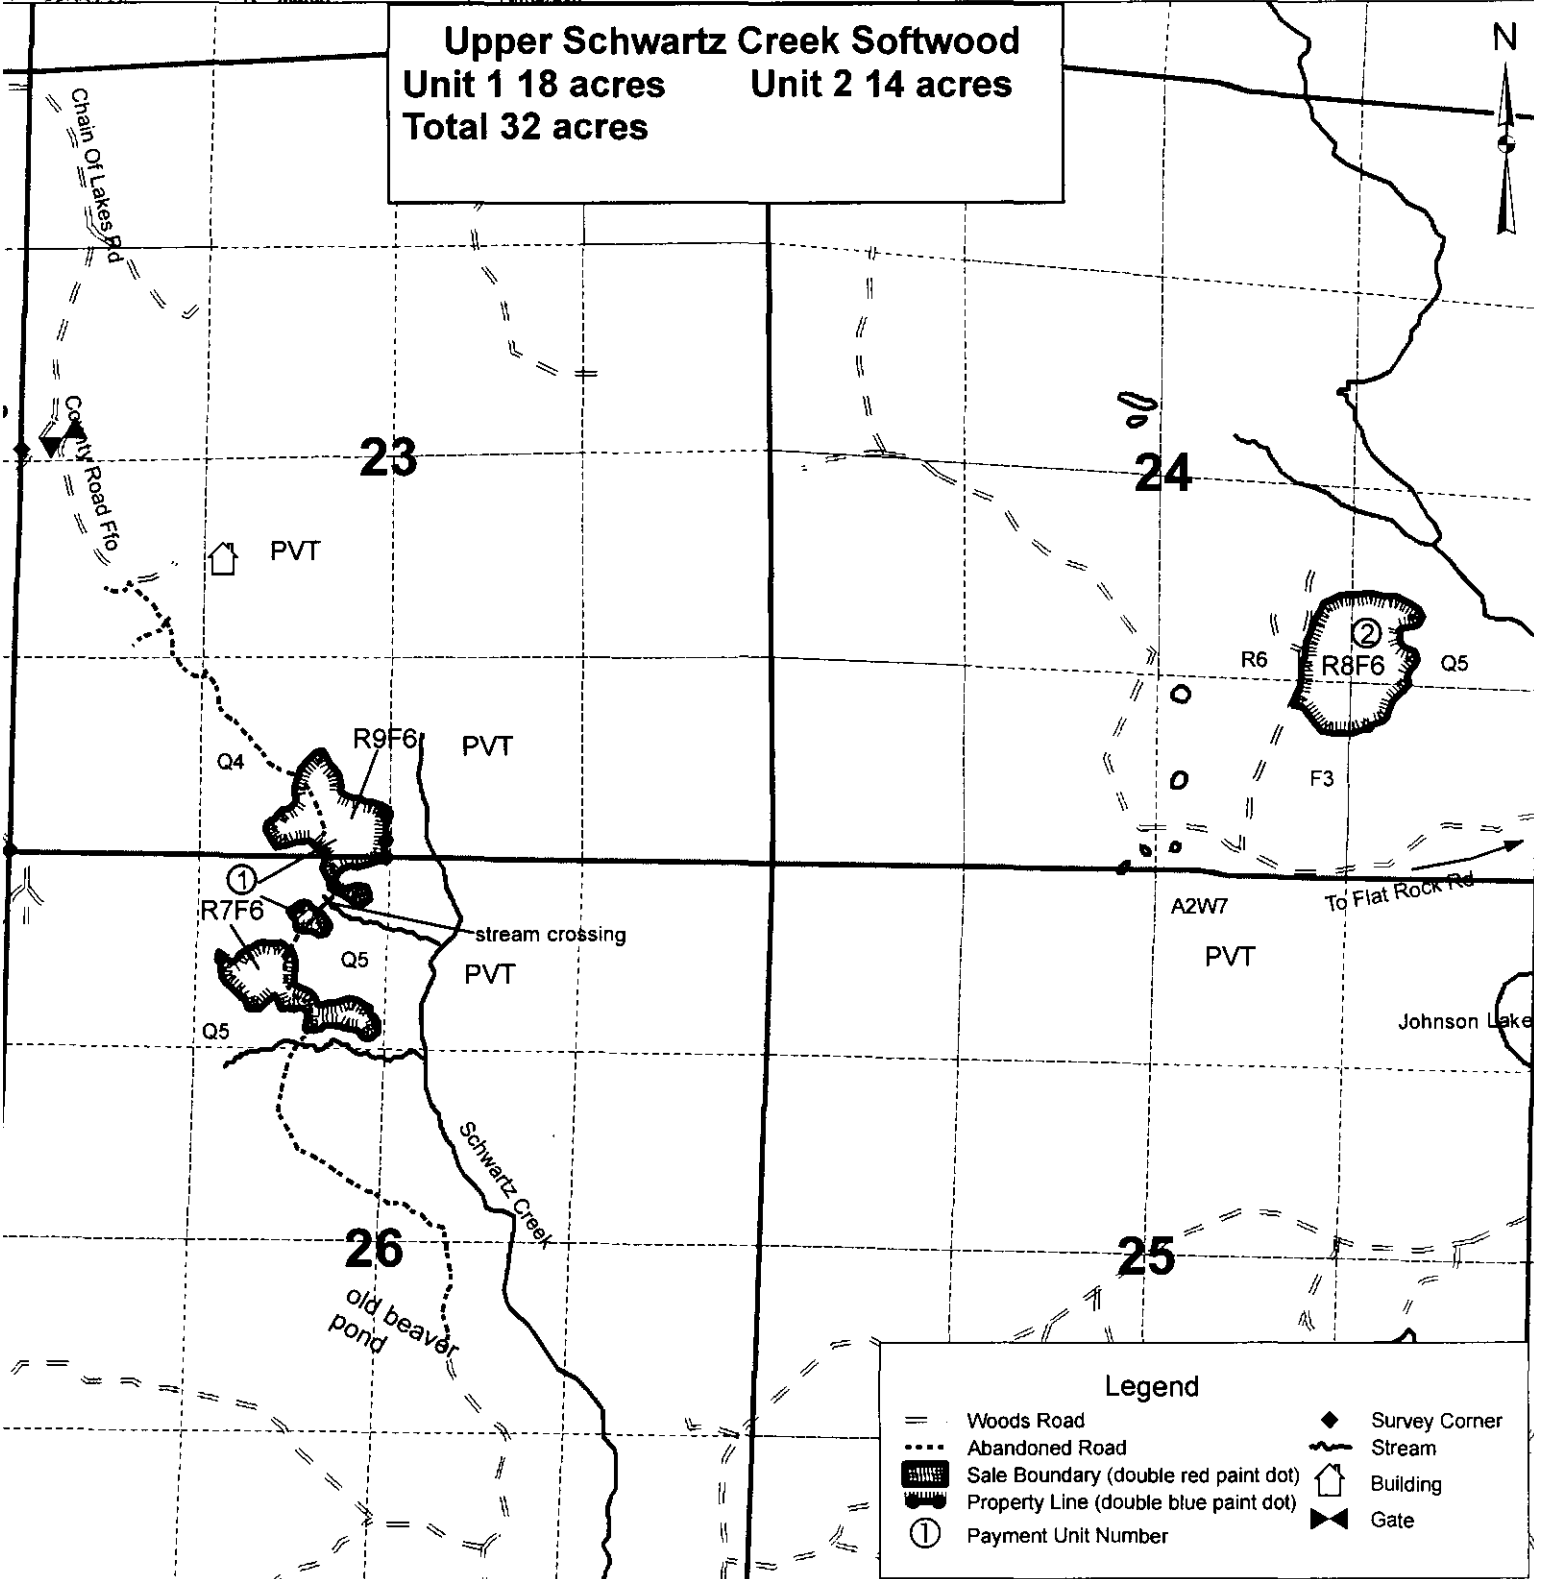 Upper Schwartz Creek Softwood
Unit 1 18 acres Unit 2 14 acres
Total 32 acres
N
Chain Of Lakes Rd
County Road Ffo
23
24
PVT
2
R6
R8F6
Q5
R9F6
PVT
Q4
F3
1
R7F6
To Flat Rock Rd
A2W7
stream crossing
Q5
PVT
PVT
Q5
Johnson Lake
Schwartz Creek
26
25
old beaver
pond
Legend
Woods Road
Abandoned Road
Sale Boundary (double red paint dot)
Property Line (double blue paint dot)
1 Payment Unit Number
Survey Corner
Stream
Building
Gate